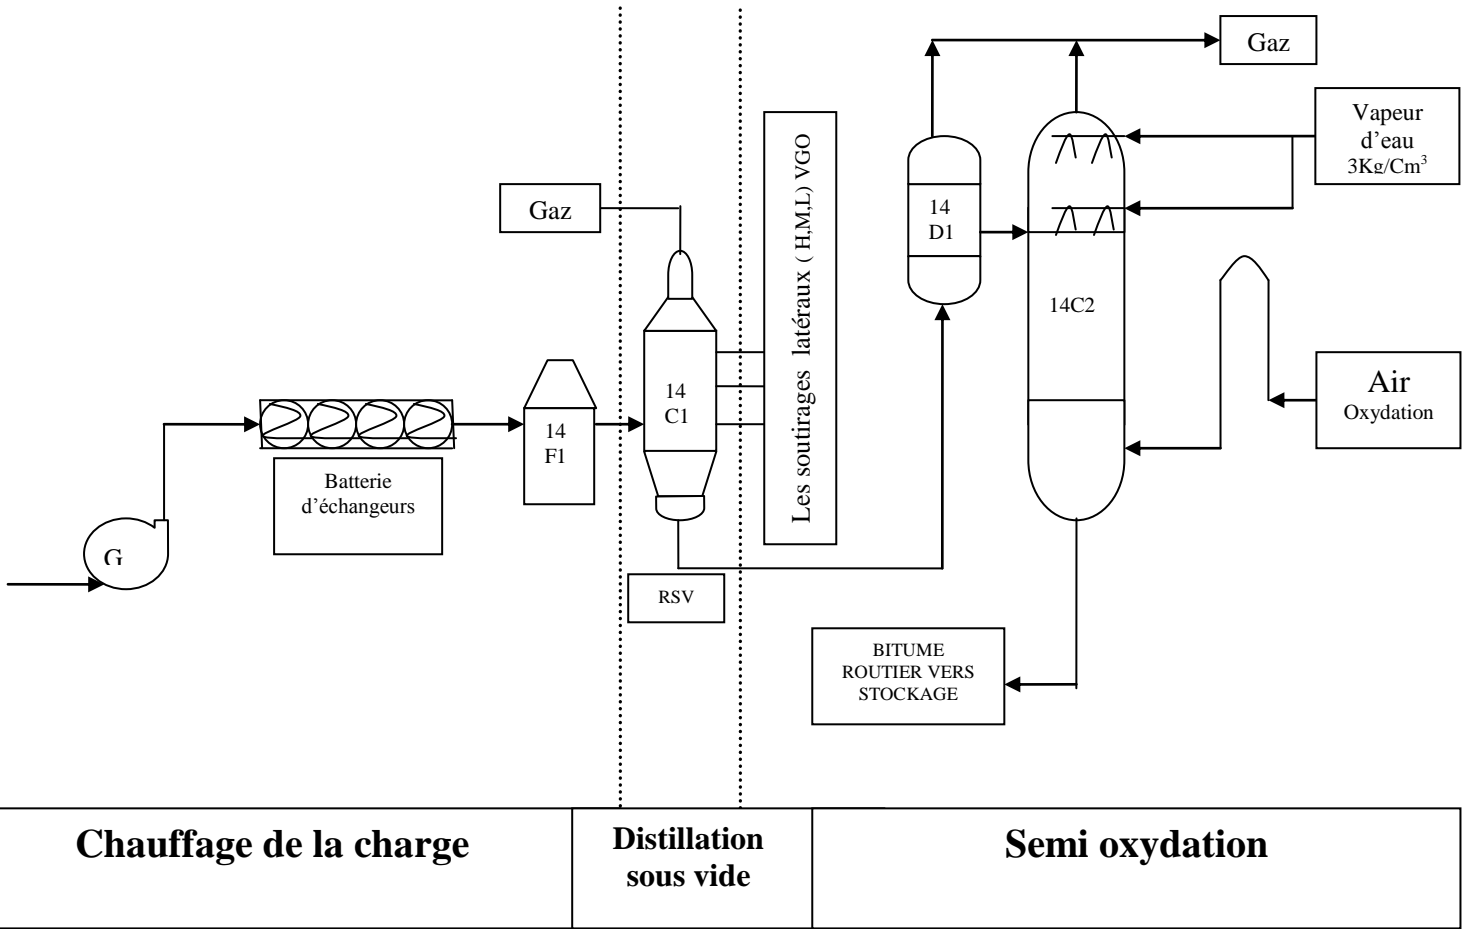 Gaz
Vapeur
d’eau
3Kg/Cm³
Les soutirages latéraux ( H,M,L) VGO
Gaz
14
D1
14C2
14
C1
Air
Oxydation
14
F1
Batterie
d’échangeurs
G
RSV
BITUME
ROUTIER VERS
STOCKAGE
Chauffage de la charge
Distillation
sous vide
Semi oxydation